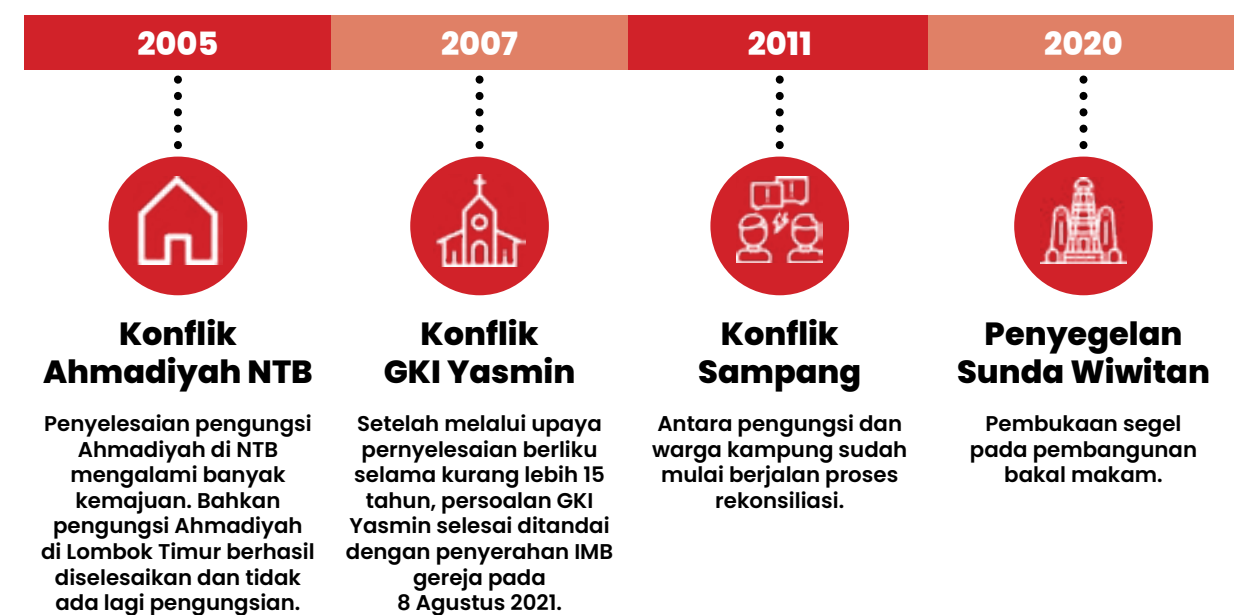 2005
2007
2011
2020
Konflik
Ahmadiyah NTB
Penyelesaian pengungsi
Ahmadiyah di NTB
mengalami banyak
kemajuan. Bahkan
pengungsi Ahmadiyah
di Lombok Timur berhasil
diselesaikan dan tidak
ada lagi pengungsian.
Konflik
GKI Yasmin
Setelah melalui upaya
pernyelesaian berliku
selama kurang lebih 15
tahun, persoalan GKI
Yasmin selesai ditandai
dengan penyerahan IMB
gereja pada
8 Agustus 2021.
Konflik
Sampang
Antara pengungsi dan
warga kampung sudah
mulai berjalan proses
rekonsiliasi.
Penyegelan
Sunda Wiwitan
Pembukaan segel
pada pembangunan
bakal makam.